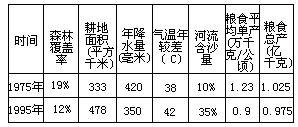 时间 森林覆盖率 耕地面积(平方千米) 年降水量(毫米) 气温年较差(C) 河流含沙量 粮食平均单产(万千克/公顷) 粮食总产(亿千克)
1975年 19% 333 420 38 10% 1.23 1.025
1995年 12% 478 350 42 35% 0.9 0.975